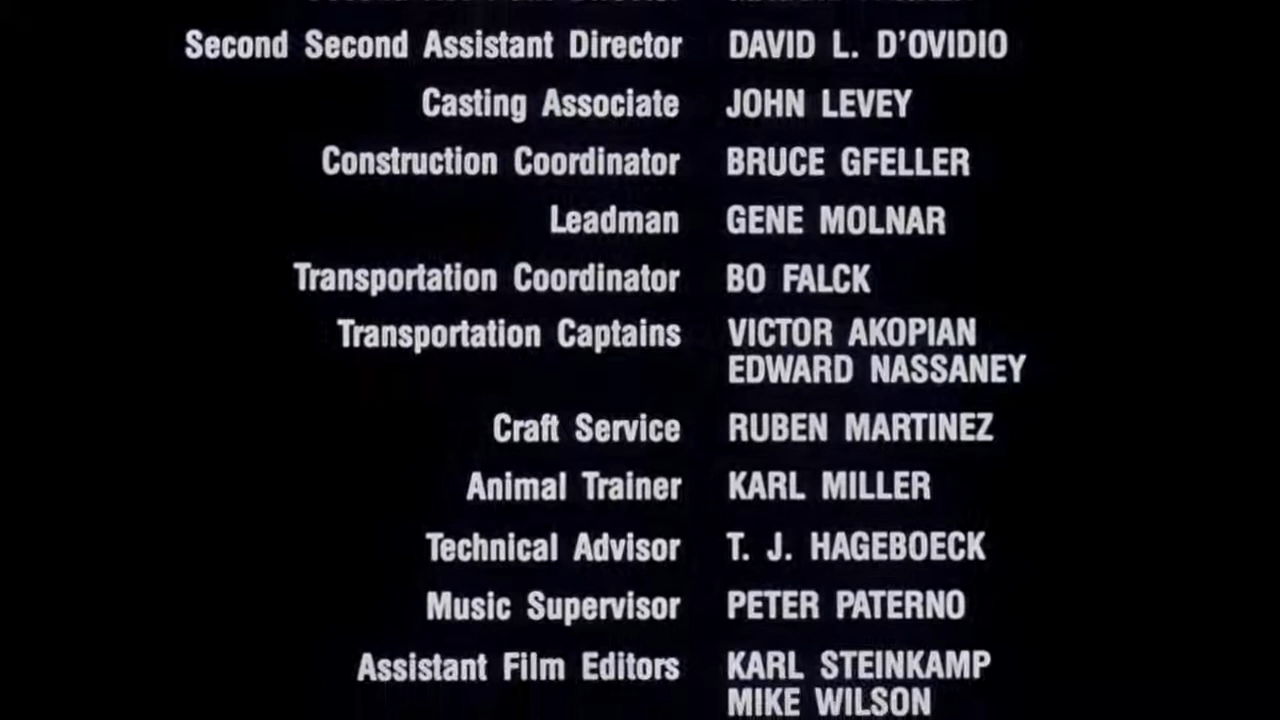 Second Second Assistant Director DAVID L. D'OVIDIO
Casting Associate JOHN LEVEY
Construction Coordinator BRUCE GFELLER
Leadman GENE MOLNAR
Transportation Coordinator BO FALCK
Transportation Captains VICTOR AKOPIAN
EDWARD NASSANEY
Craft Service RUBEN MARTINEZ
Animal Trainer KARL MILLER
Technical Advisor T. J. HAGEBOECK
Music Supervisor PETER PATERNO
Assistant Film Editors KARL STEINKAMP
MIKE WILSON